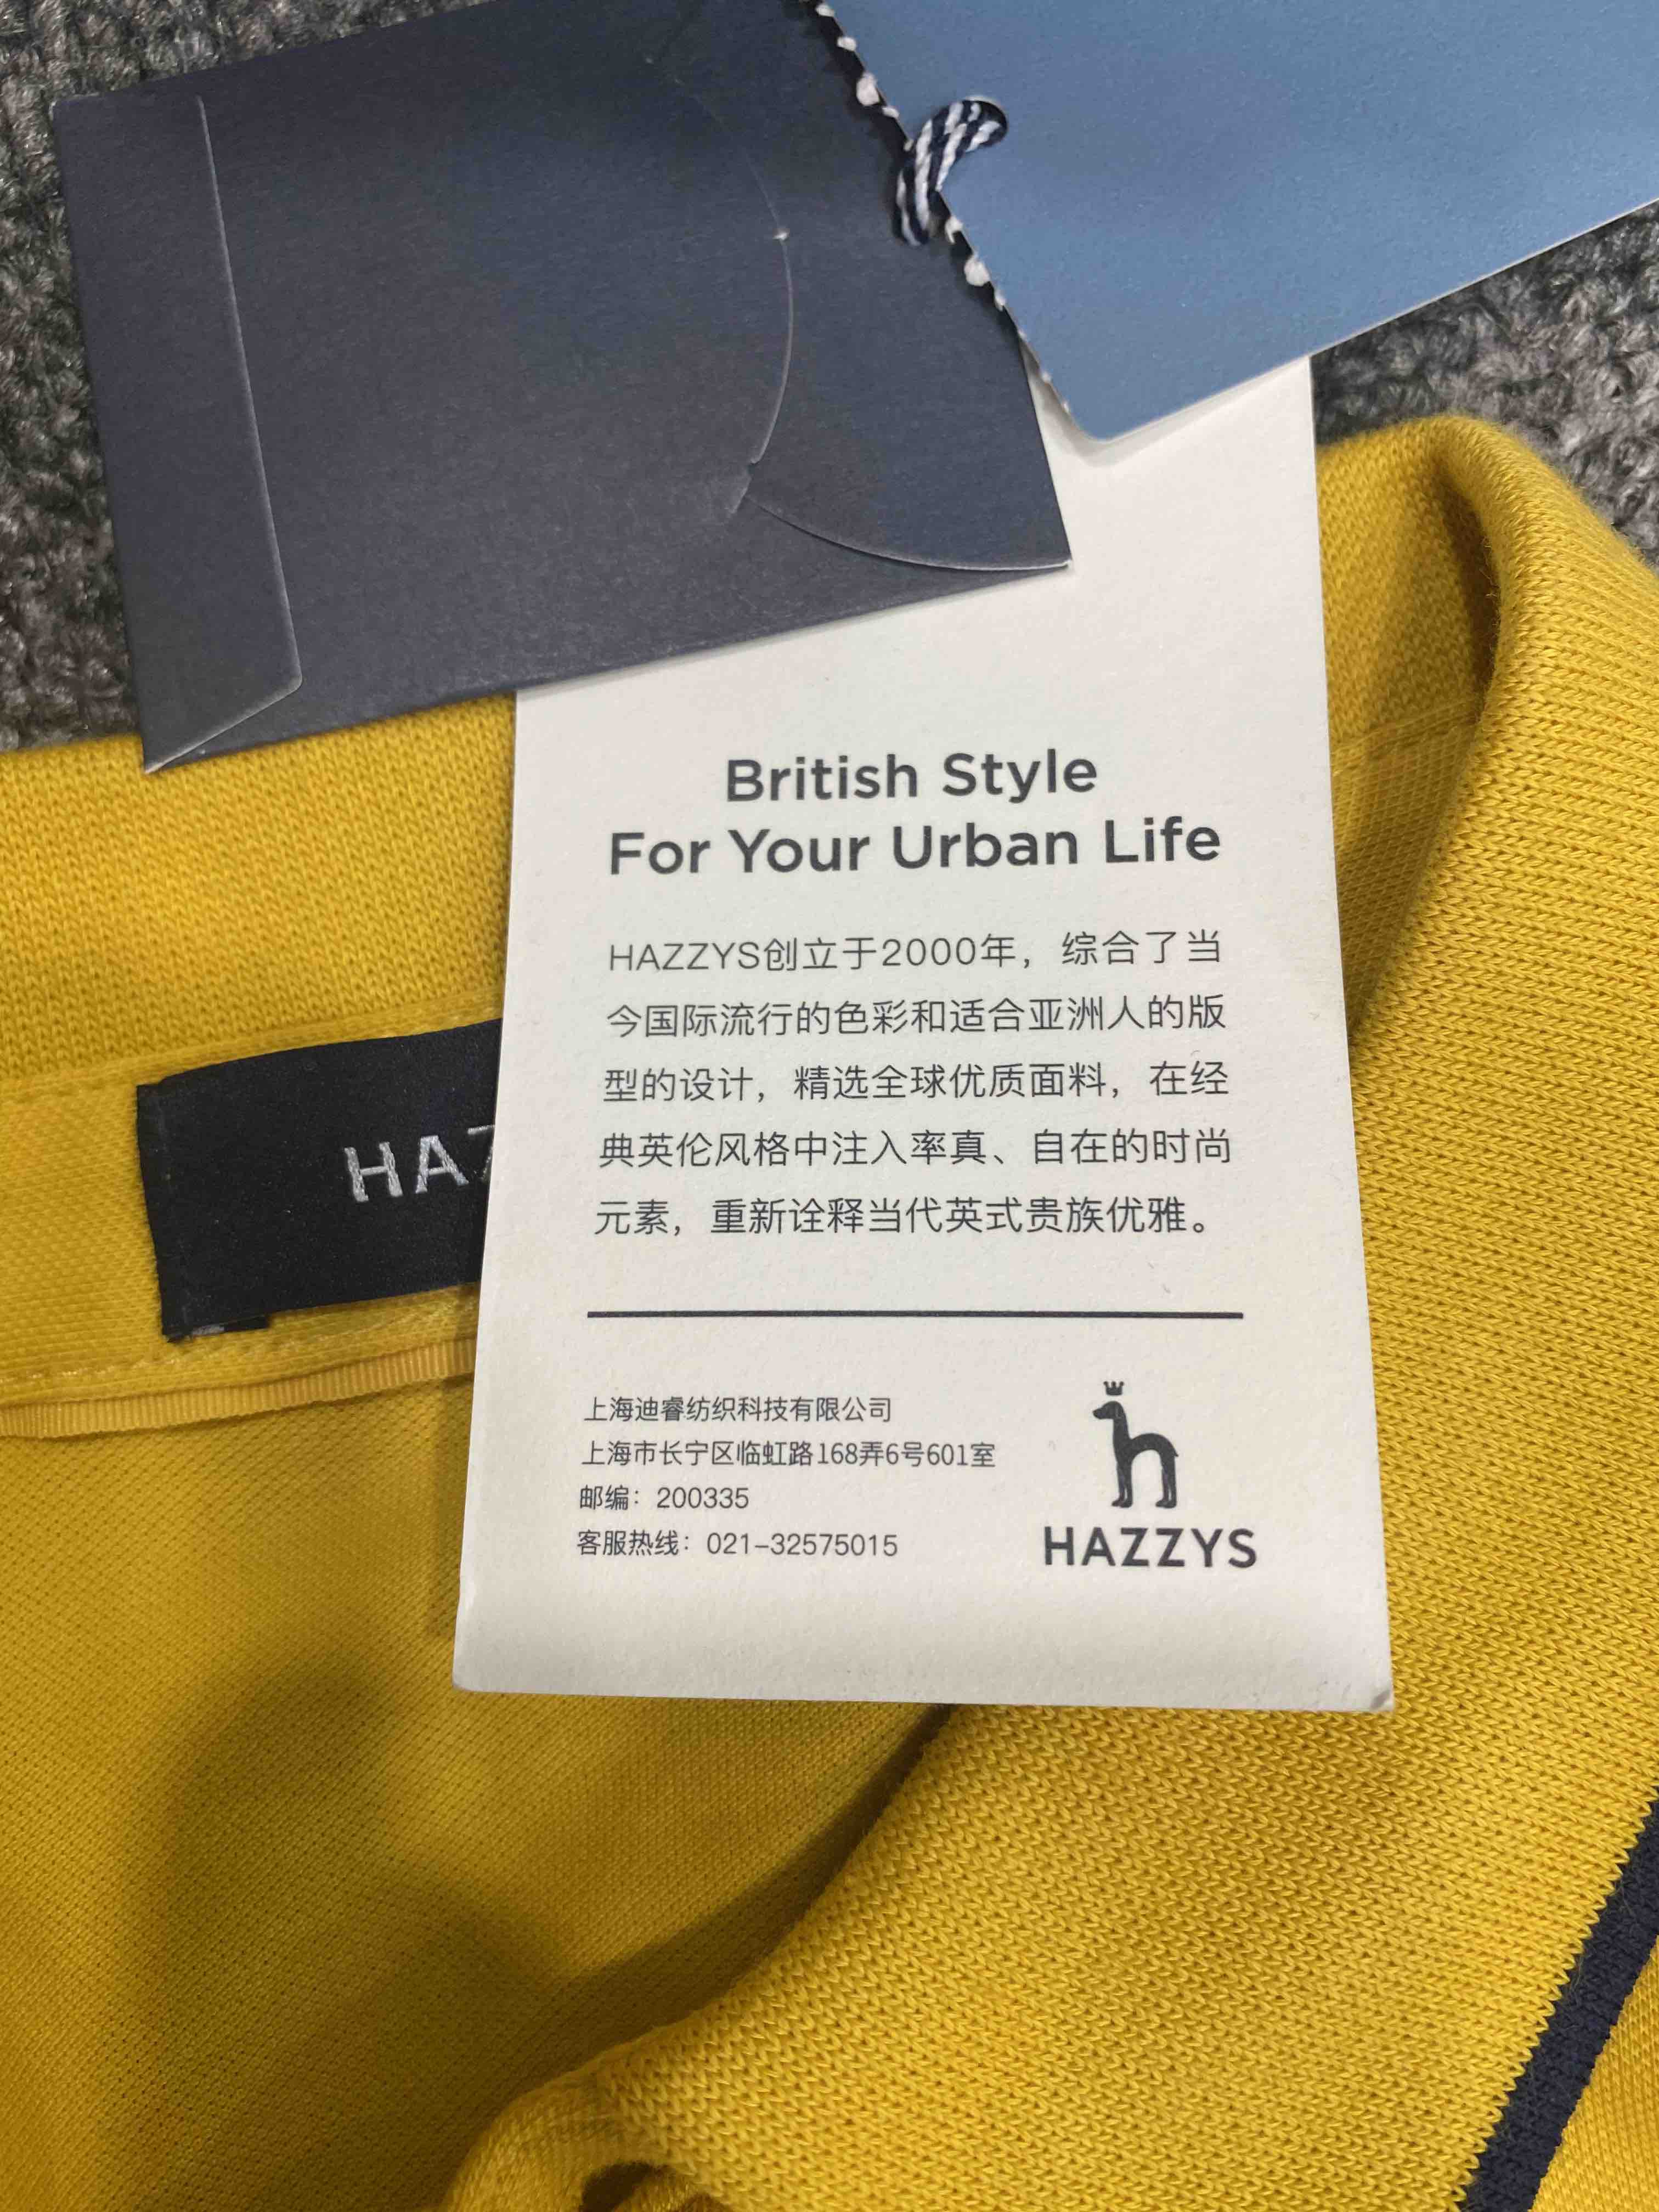 British Style
For Your Urban Life
HAZZYS创立于2000年，综合了当
今国际流行的色彩和适合亚洲人的版
型的设计，精选全球优质面料，在经
典英伦风格中注入率真、自在的时尚
元素，重新诠释当代英式贵族优雅。
HAZ
上海迪睿纺织科技有限公司
上海市长宁区临虹路168弄6号601室
邮编：200335
客服热线：021-32575015
HAZZYS